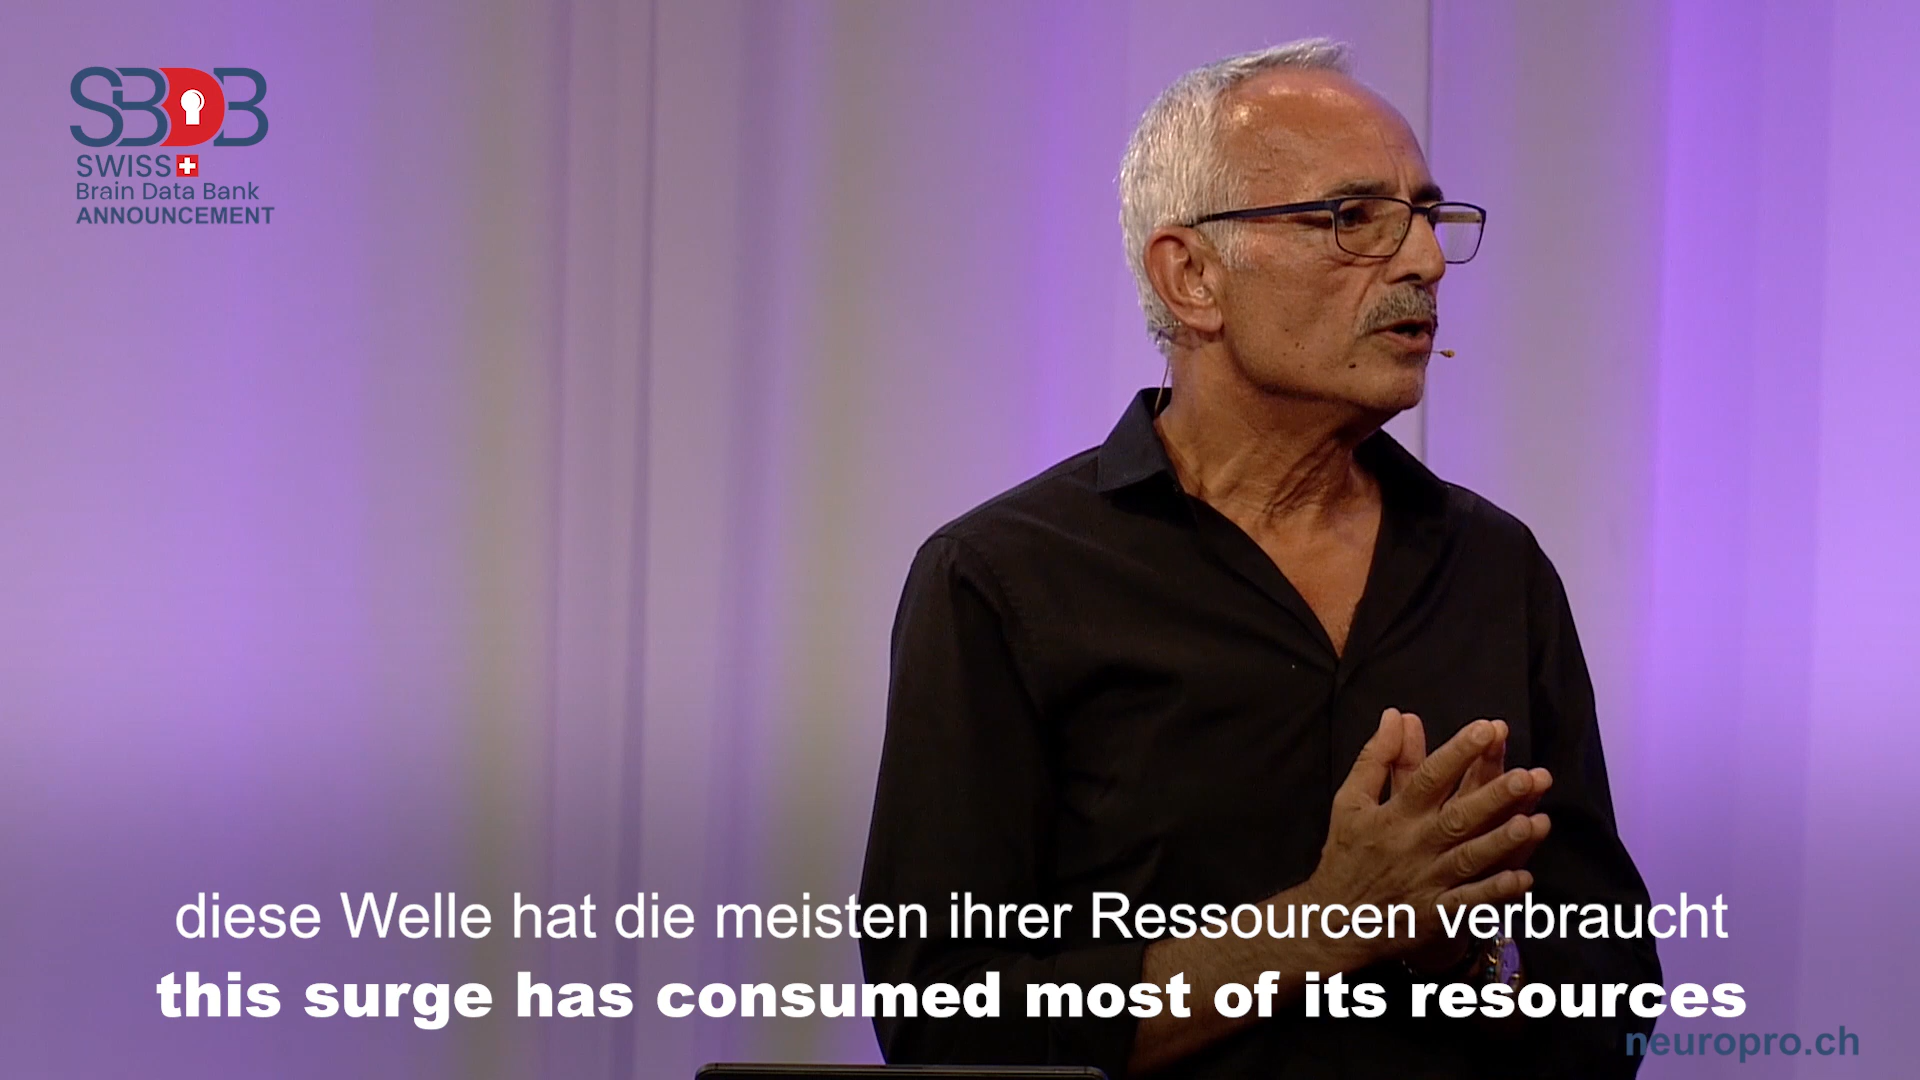 SBDB
SWISS
Brain Data Bank
ANNOUNCEMENT
diese Welle hat die meisten ihrer Ressourcen verbraucht
this surge has consumed most of its resources
neuropro.ch